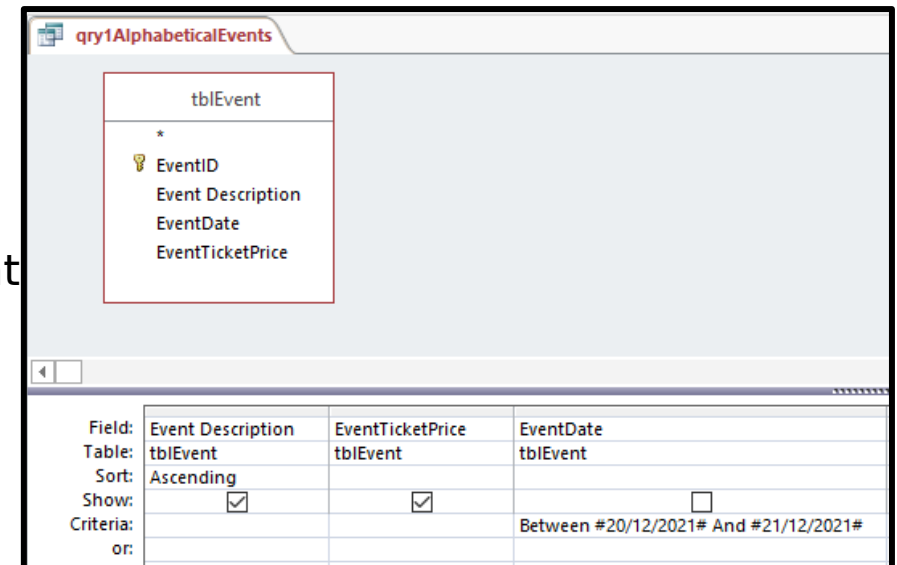 qry1AlphabeticalEvents
tblEvent
*
EventID
Event Description
EventDate
EventTicketPrice
t
Field: Event Description EventTicketPrice EventDate
Table: tblEvent tblEvent tblEvent
Sort: Ascending
Show:
Criteria: Between #20/12/2021# And #21/12/2021#
or: